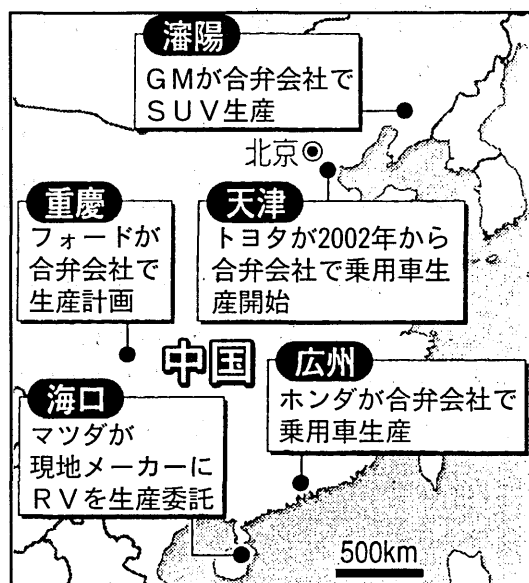 瀋陽
GMが合弁会社で
SUV生産
北京
重慶
フォードが
合弁会社で
生産計画
天津
トヨタが2002年から
合弁会社で乗用車生
産開始
中国
海口
マツダが
現地メーカーに
RVを生産委託
広州
ホンダが合弁会社で
乗用車生産
500km